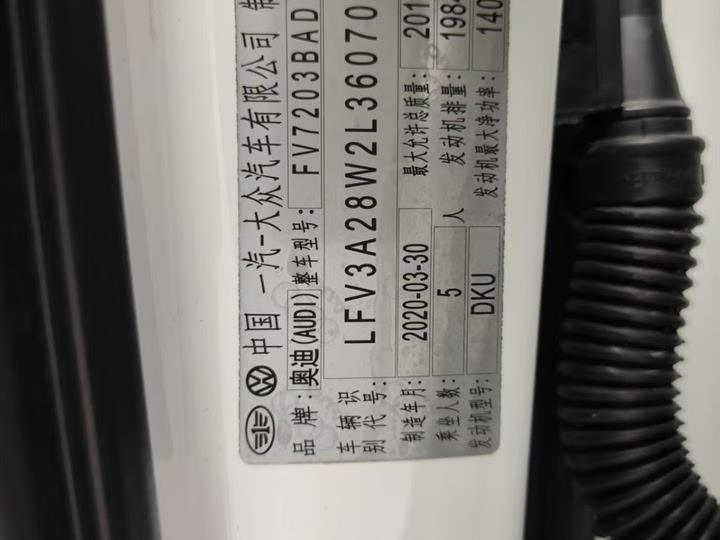 中国 一汽-大众汽车有限公司
品 牌: 奥迪(AUDI) 整车型号: FV7203BAD
车 辆 识 别 代 号: LFV3A28W2L36070
制造年月: 2020-03-30 最大允许总质量: 201
乘坐人数: 5 人 发动机排量: 1984
发动机型号: DKU 发动机最大净功率: 140